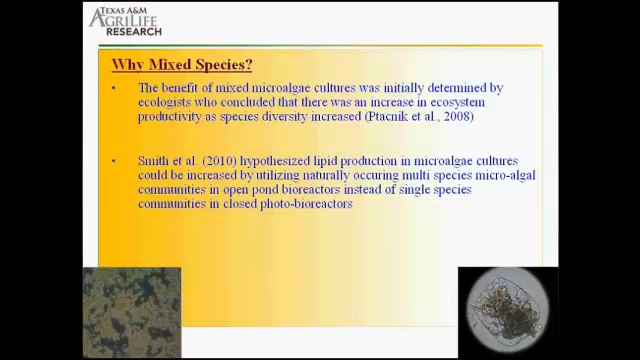 TEXAS A&M
AGRILIFE
RESEARCH
Why Mixed Species?
• The benefit of mixed microalgae cultures was initially determined by
ecologists who concluded that there was an increase in ecosystem
productivity as species diversity increased (Ptacnik et al., 2008)
• Smith et al. (2010) hypothesized lipid production in microalgae cultures
could be increased by utilizing naturally occuring multi species micro-algal
communities in open pond bioreactors instead of single species
communities in closed photo-bioreactors